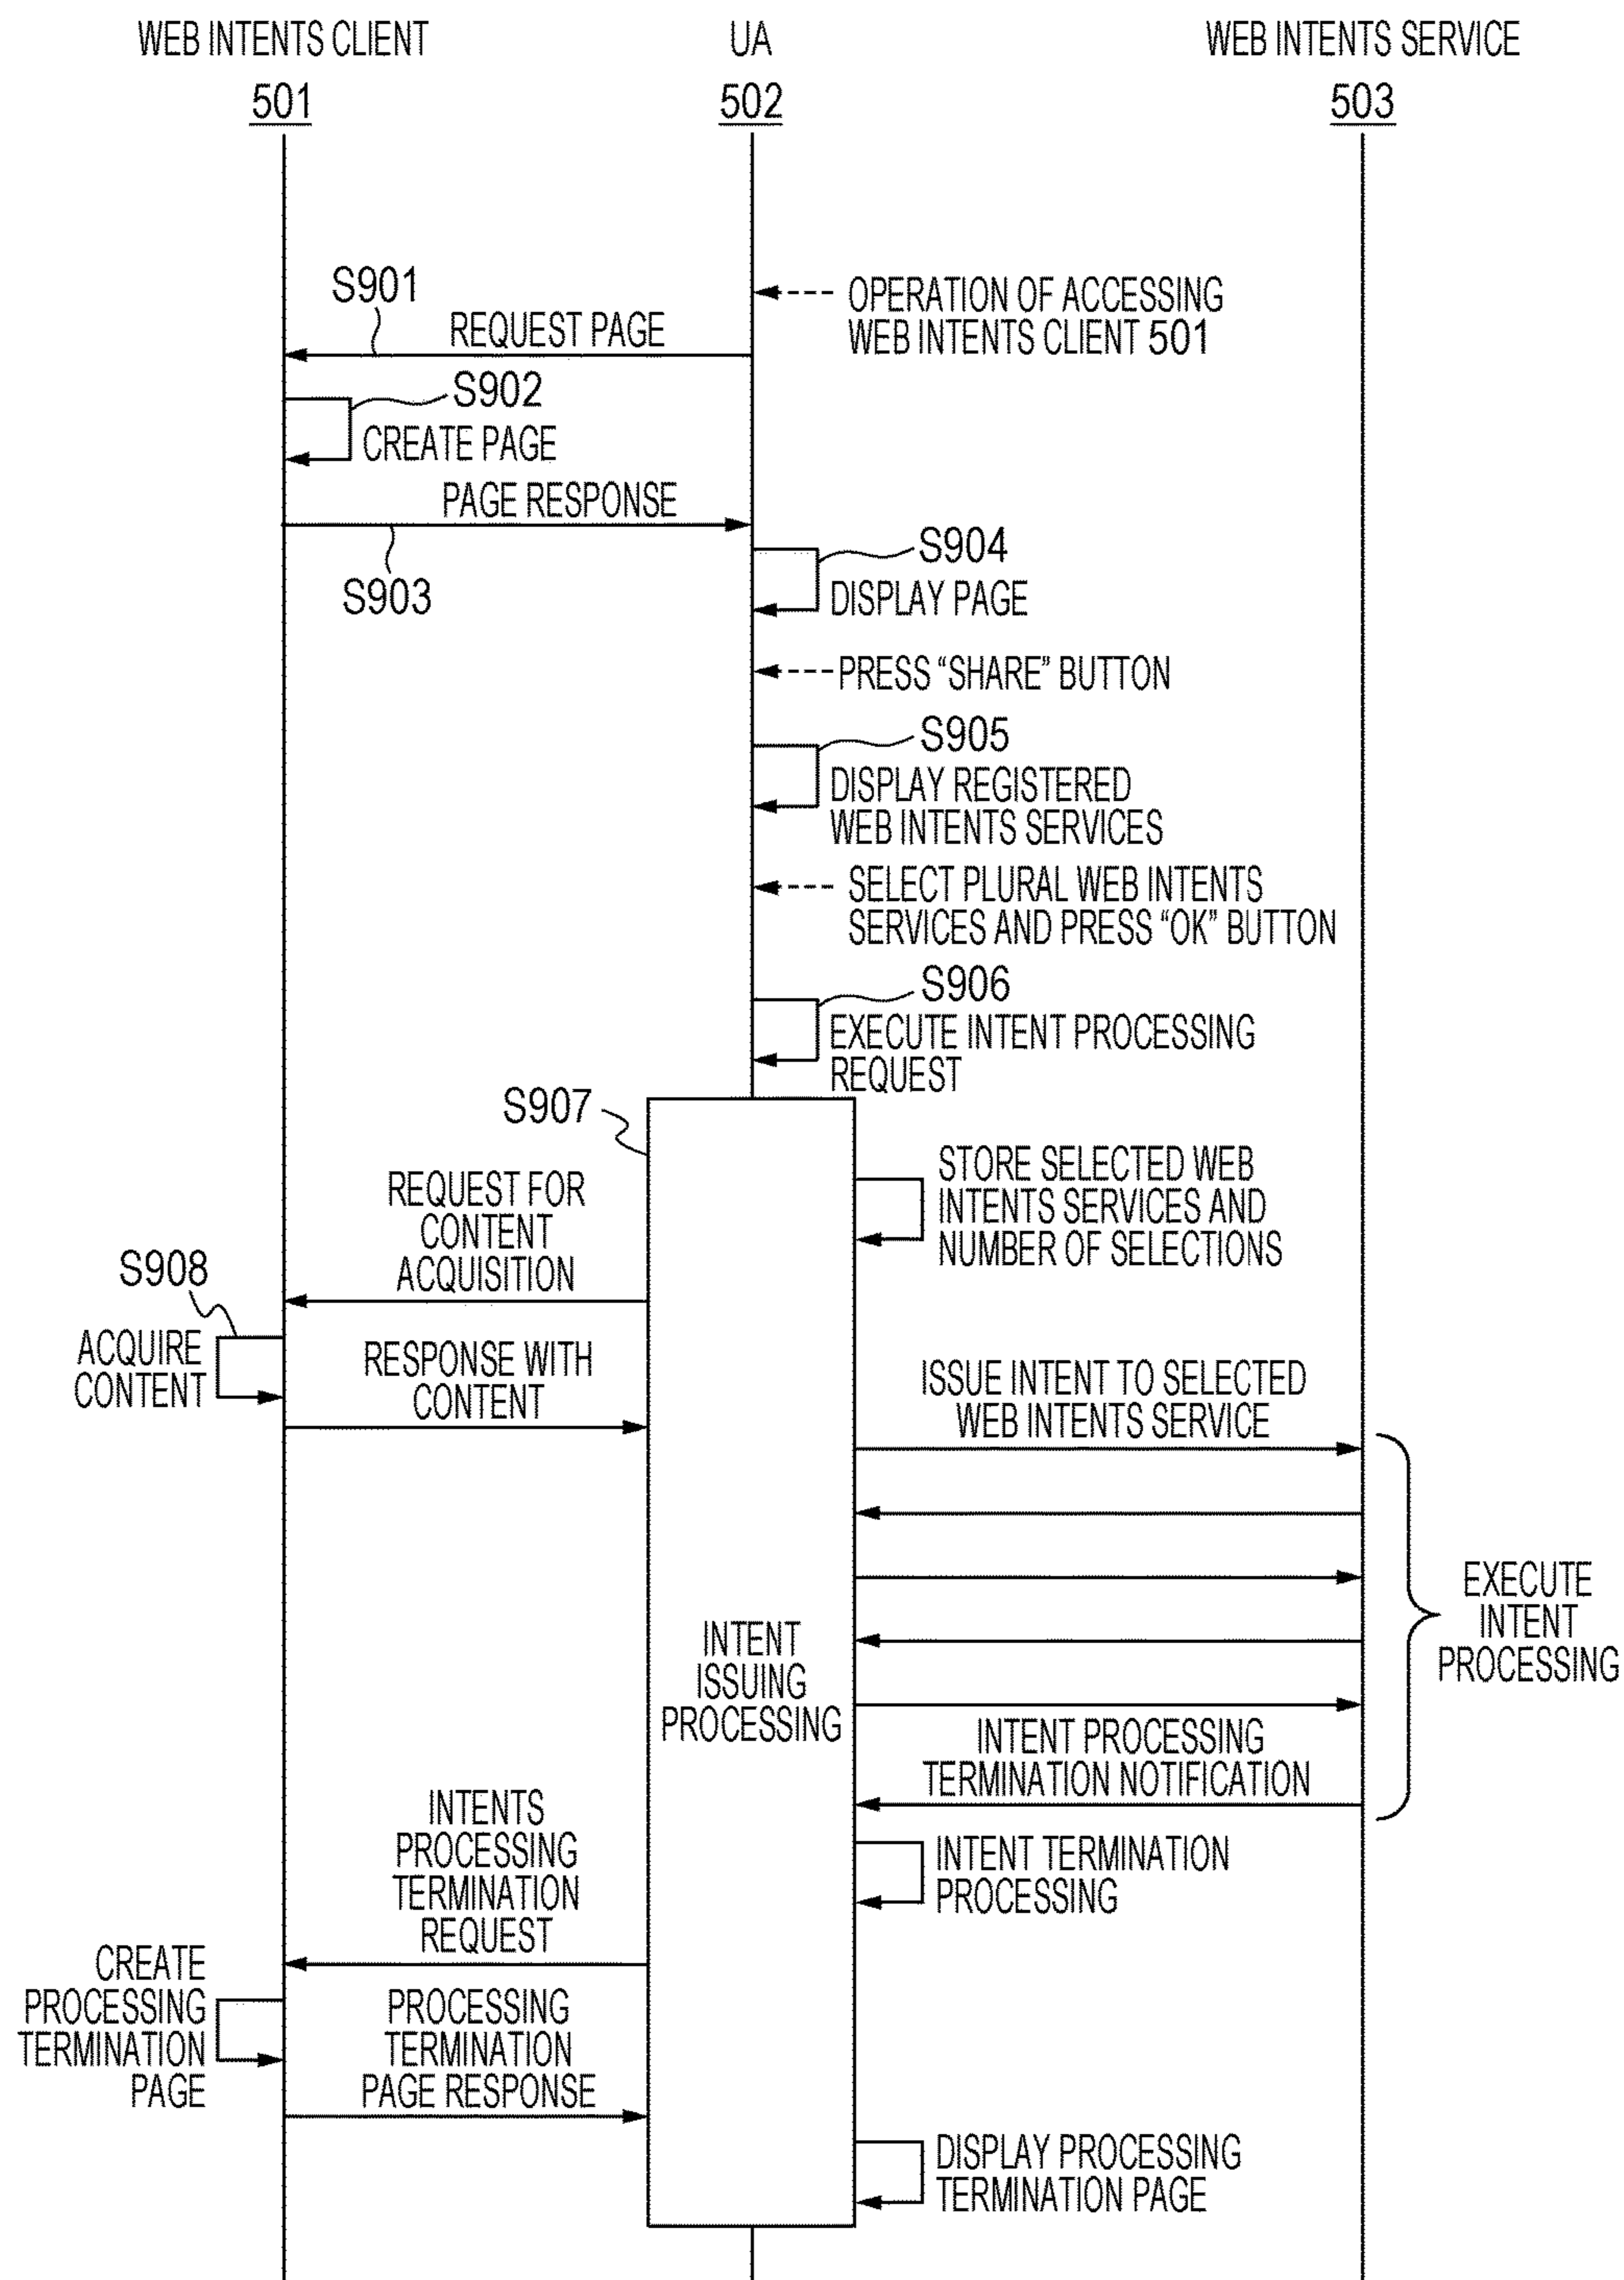 WEB INTENTS CLIENT
UA
WEB INTENTS SERVICE
501
502
503
OPERATION OF ACCESSING
WEB INTENTS CLIENT 501
S901
REQUEST PAGE
S902
CREATE PAGE
PAGE RESPONSE
S903
S904
DISPLAY PAGE
PRESS “SHARE” BUTTON
S905
DISPLAY REGISTERED
WEB INTENTS SERVICES
SELECT PLURAL WEB INTENTS
SERVICES AND PRESS “OK” BUTTON
S906
EXECUTE INTENT PROCESSING
REQUEST
S907
STORE SELECTED WEB
INTENTS SERVICES AND
NUMBER OF SELECTIONS
REQUEST FOR
CONTENT
ACQUISITION
S908
ACQUIRE
CONTENT
RESPONSE WITH
CONTENT
ISSUE INTENT TO SELECTED
WEB INTENTS SERVICE
EXECUTE
INTENT
PROCESSING
INTENT
ISSUING
PROCESSING
INTENT PROCESSING
TERMINATION NOTIFICATION
INTENT TERMINATION
PROCESSING
INTENTS
PROCESSING
TERMINATION
REQUEST
CREATE
PROCESSING
TERMINATION
PAGE
PROCESSING
TERMINATION
PAGE RESPONSE
DISPLAY PROCESSING
TERMINATION PAGE